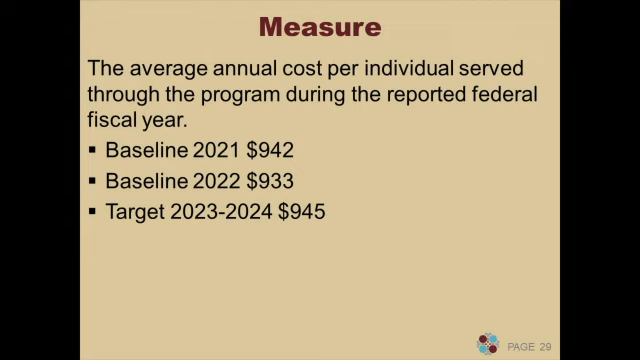 Measure
The average annual cost per individual served
through the program during the reported federal
fiscal year.
▪ Baseline 2021 $942
▪ Baseline 2022 $933
▪ Target 2023-2024 $945
PAGE 29